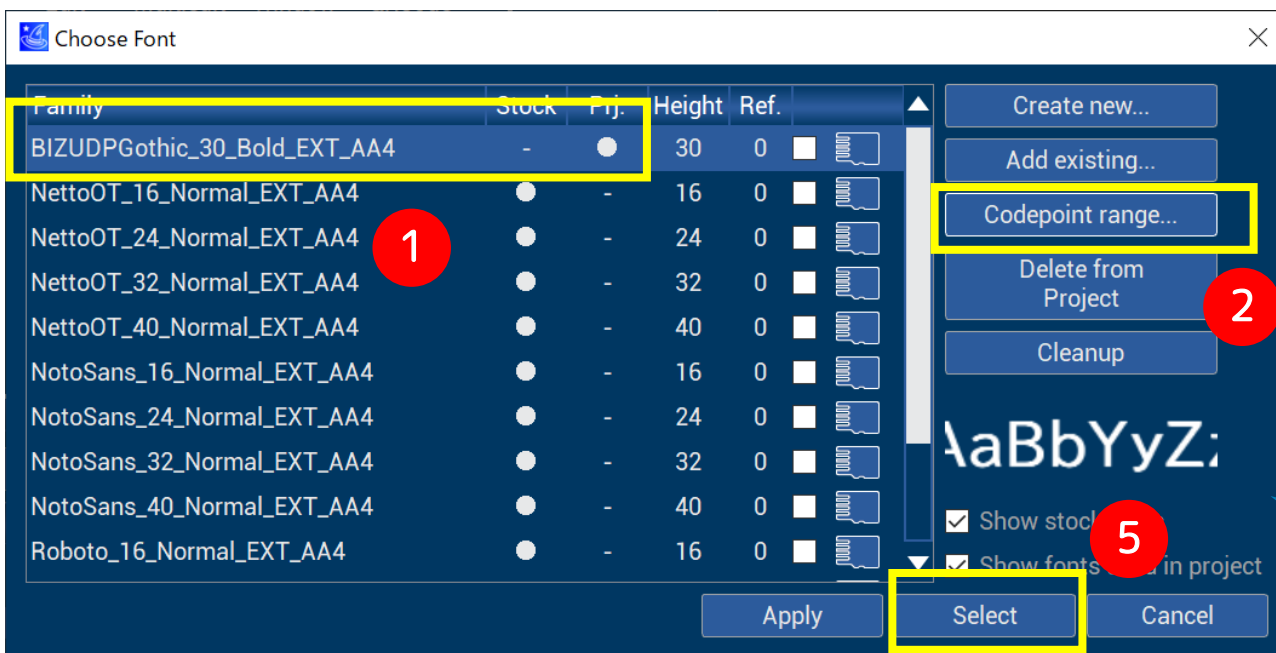 Choose Font
Family Stock Prj. Height Ref.
BIZUDPGothic_30_Bold_EXT_AA4 - 30 0
NettoOT_16_Normal_EXT_AA4 - 16 0
NettoOT_24_Normal_EXT_AA4 - 24 0
NettoOT_32_Normal_EXT_AA4 - 32 0
NettoOT_40_Normal_EXT_AA4 - 40 0
NotoSans_16_Normal_EXT_AA4 - 16 0
NotoSans_24_Normal_EXT_AA4 - 24 0
NotoSans_32_Normal_EXT_AA4 - 32 0
NotoSans_40_Normal_EXT_AA4 - 40 0
Roboto_16_Normal_EXT_AA4 - 16 0
1
Create new...
Add existing...
Codepoint range...
Delete from
Project
2
Cleanup
AaBbYyZ
Show stock
5
Show fonts in project
Apply
Select
Cancel